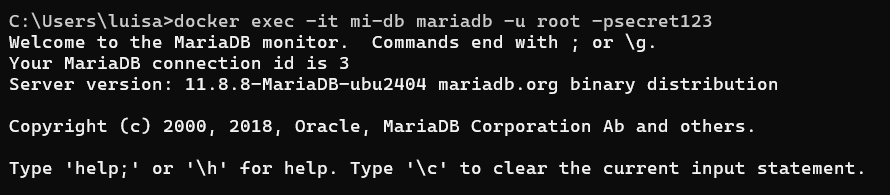 C:\Users\luisa>docker exec -it mi-db mariadb -u root -psecret123
Welcome to the MariaDB monitor.  Commands end with ; or \g.
Your MariaDB connection id is 3
Server version: 11.8.8-MariaDB-ubu2404 mariadb.org binary distribution

Copyright (c) 2000, 2018, Oracle, MariaDB Corporation Ab and others.

Type 'help;' or '\h' for help. Type '\c' to clear the current input statement.